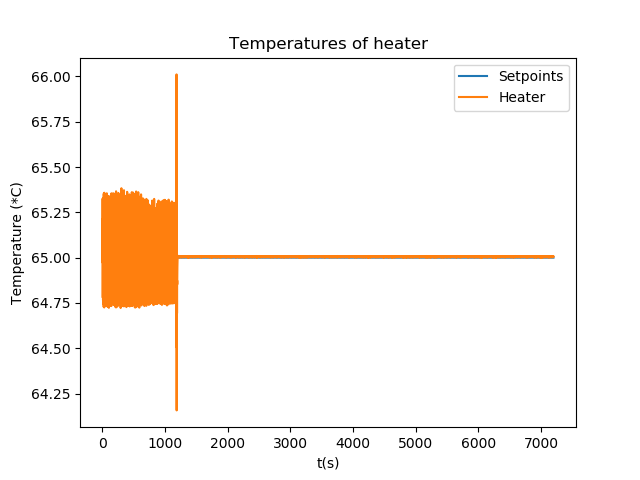 Temperatures of heater
Setpoints
Heater
66.00
65.75
65.50
65.25
65.00
64.75
64.50
64.25
Temperature (*C)
0 1000 2000 3000 4000 5000 6000 7000
t(s)